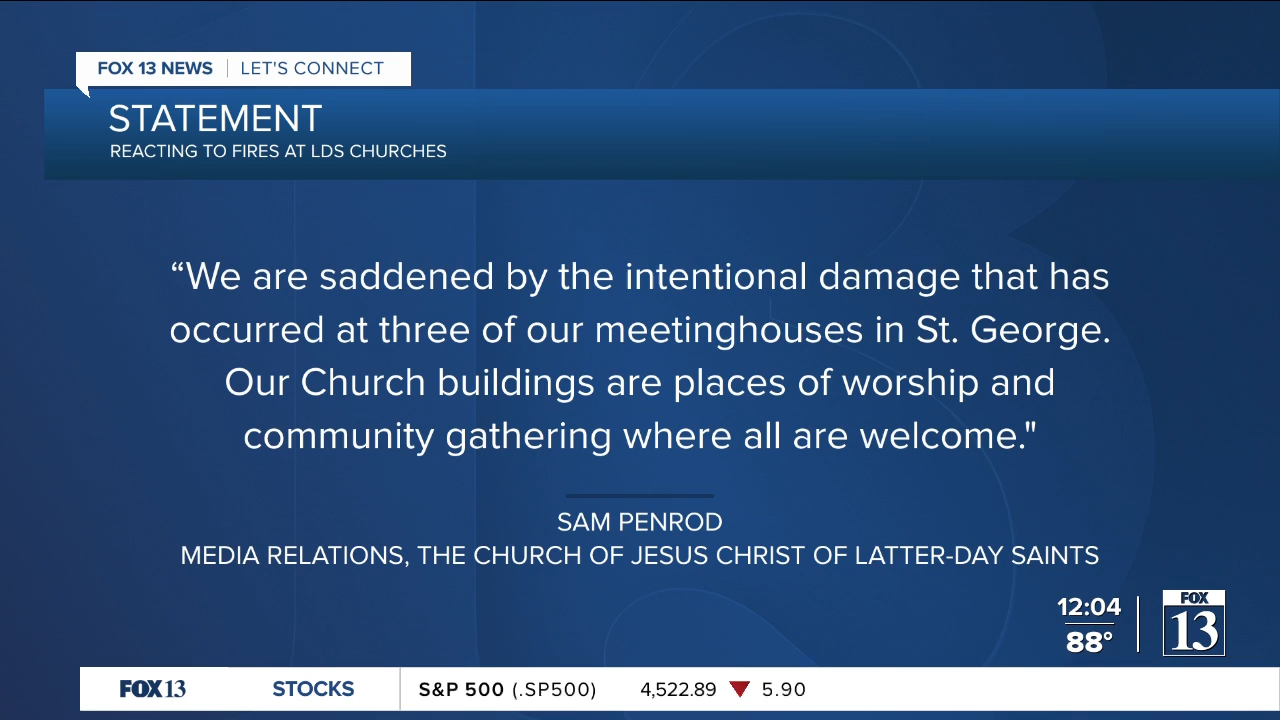 FOX 13 NEWS | LET'S CONNECT
STATEMENT
REACTING TO FIRES AT LDS CHURCHES
“We are saddened by the intentional damage that has
occurred at three of our meetinghouses in St. George.
Our Church buildings are places of worship and
community gathering where all are welcome."
SAM PENROD
MEDIA RELATIONS, THE CHURCH OF JESUS CHRIST OF LATTER-DAY SAINTS
12:04
88°
FOX
13
FOX 13 STOCKS S&P 500 (.SP500) 4,522.89 ▼ 5.90